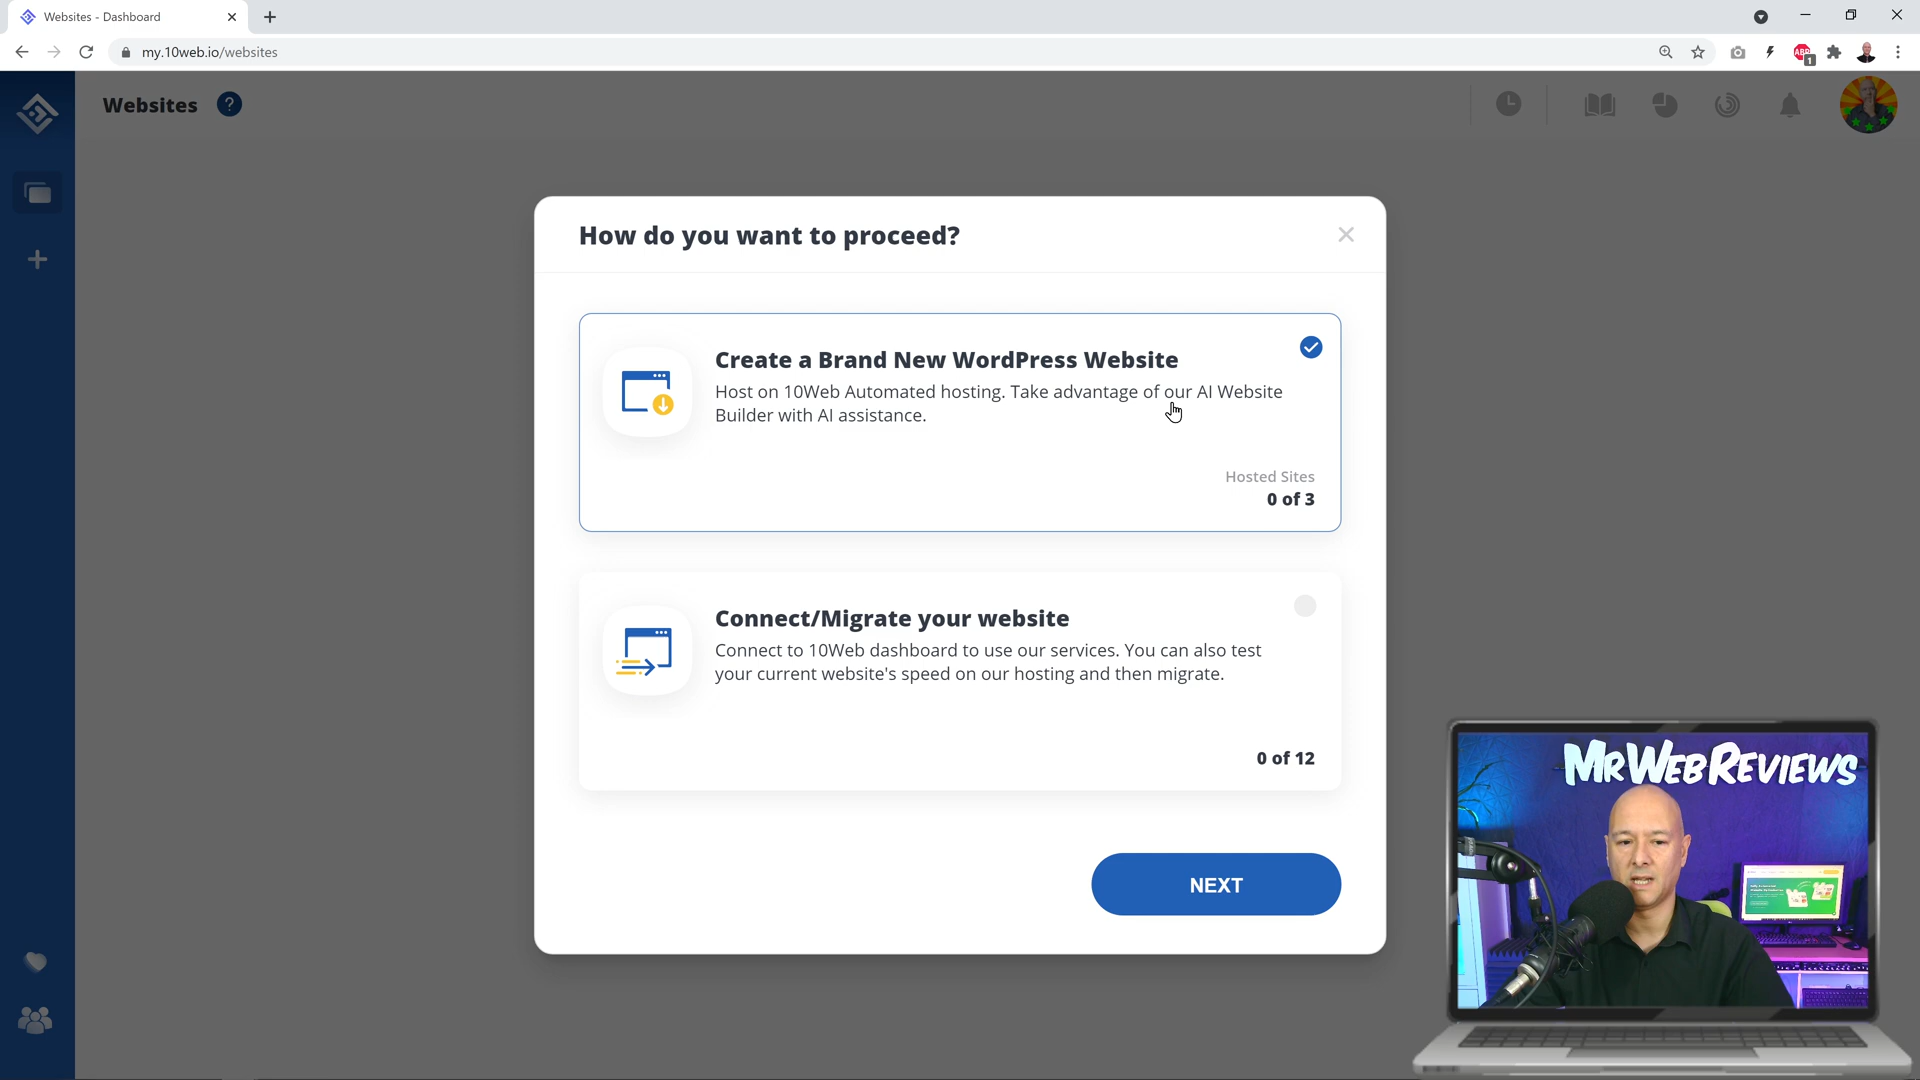 Websites - Dashboard
my.10web.io/websites
ABP
1
Websites
?
How do you want to proceed?
Create a Brand New WordPress Website
Host on 10Web Automated hosting. Take advantage of our AI Website
Builder with AI assistance.
Hosted Sites
0 of 3
Connect/Migrate your website
Connect to 10Web dashboard to use our services. You can also test
your current website's speed on our hosting and then migrate.
0 of 12
NEXT
MRWEBREVIEWS